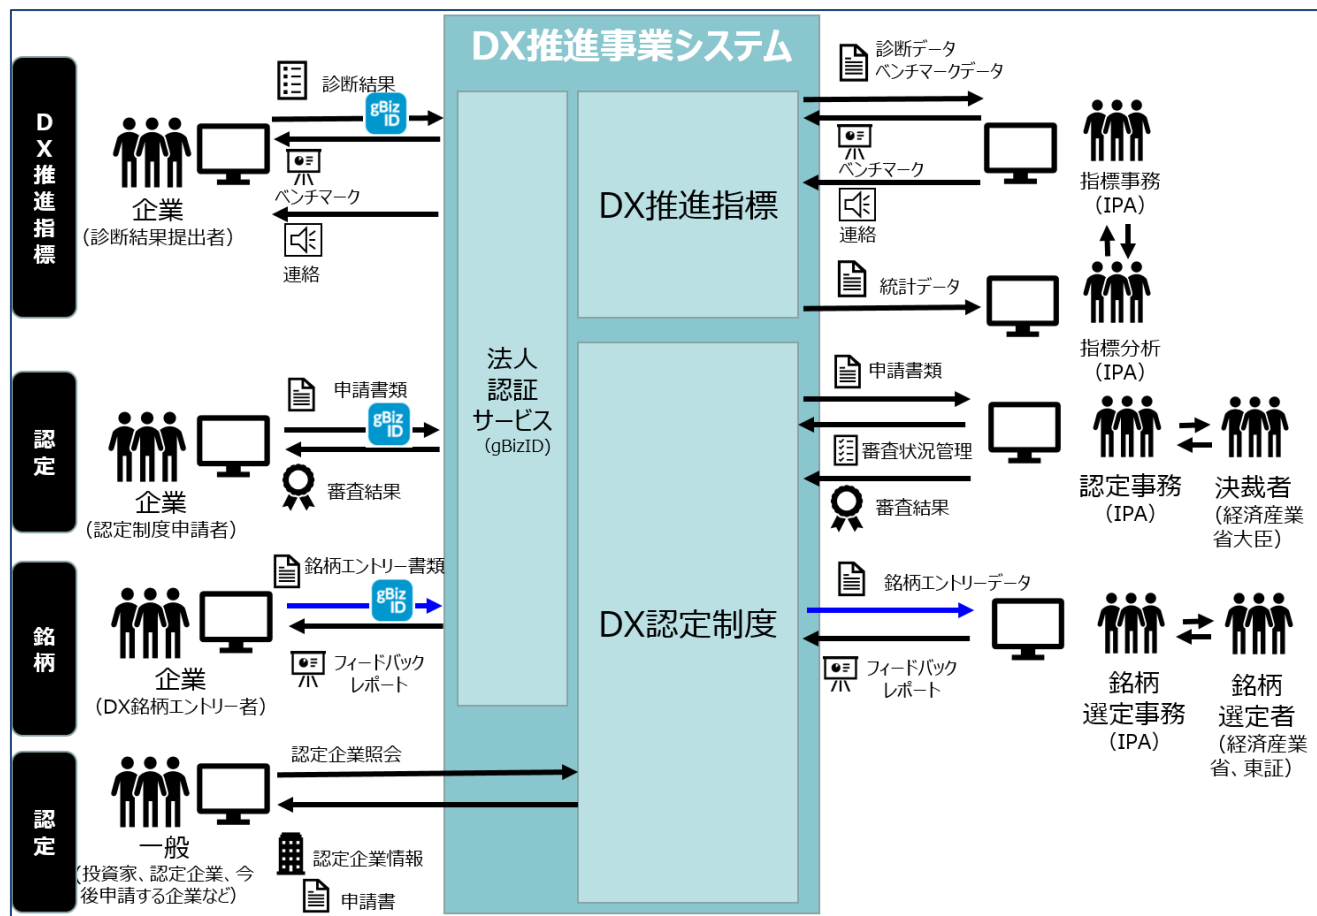 DX推進事業システム
DX推進指標
診断結果
gBiz
ID
ベンチマーク
連絡
企業
(診断結果提出者)
認定
申請書類
gBiz
ID
審査結果
企業
(認定制度申請者)
銘柄
銘柄エントリー書類
gBiz
ID
フィードバック
レポート
企業
(DX銘柄エントリー者)
認定
認定企業照会
一般
(投資家、認定企業、今
後申請する企業など)
認定企業情報
申請書
法人
認証
サービス
(gBizID)
DX推進指標
DX認定制度
診断データ
ベンチマークデータ
ベンチマーク
連絡
指標事務
(IPA)
統計データ
指標分析
(IPA)
申請書類
審査状況管理
審査結果
認定事務
(IPA)
決裁者
(経済産業
省大臣)
銘柄エントリーデータ
フィードバック
レポート
銘柄
選定事務
(IPA)
銘柄
選定者
(経済産業
省、東証)